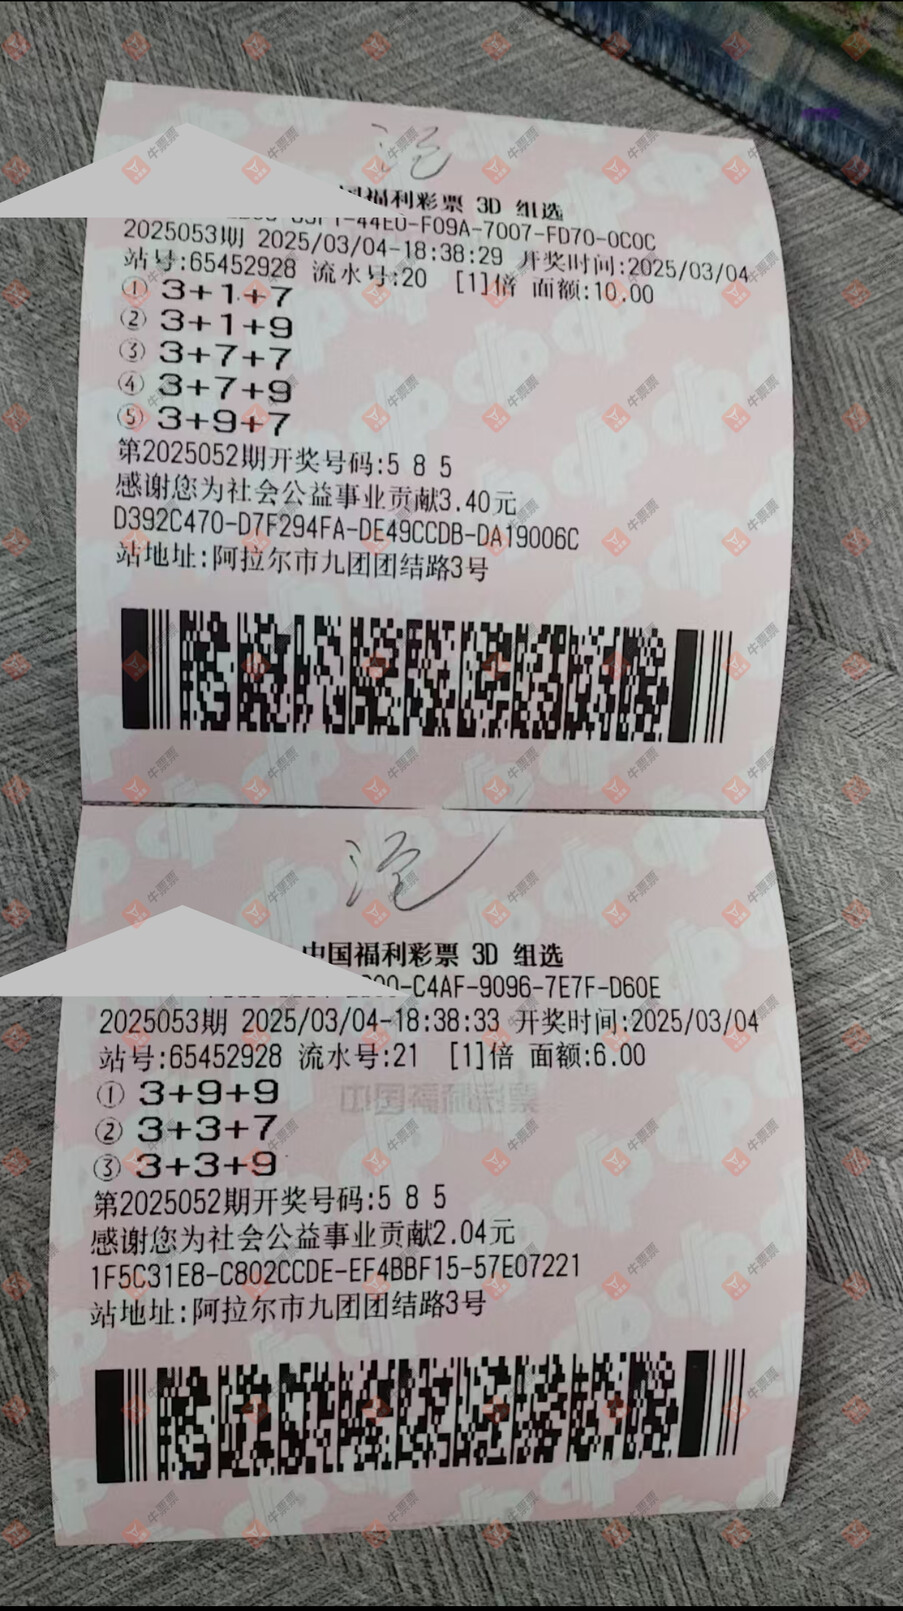 国福利彩票 3D 组选
44E0-F09A-7007-FD70-0C0C
2025053期 2025/03/04-18:38:29 开奖时间:2025/03/04
站号:65452928 流水号:20 [1]倍 面额:10.00
① 3+1+7
② 3+1+9
③ 3+7+7
④ 3+7+9
⑤ 3+9+7
第2025052期开奖号码:5 8 5
感谢您为社会公益事业贡献3.40元
D392C470-D7F294FA-DE49CCDB-DA19006C
站地址:阿拉尔市九团团结路3号
中国福利彩票 3D 组选
-C4AF-9096-7E7F-D60E
2025053期 2025/03/04-18:38:33 开奖时间:2025/03/04
站号:65452928 流水号:21 [1]倍 面额:6.00
① 3+9+9
② 3+3+7
③ 3+3+9
第2025052期开奖号码:5 8 5
感谢您为社会公益事业贡献2.04元
1F5C31E8-C802CCDE-EF4BBF15-57E07221
站地址:阿拉尔市九团团结路3号
牛票票